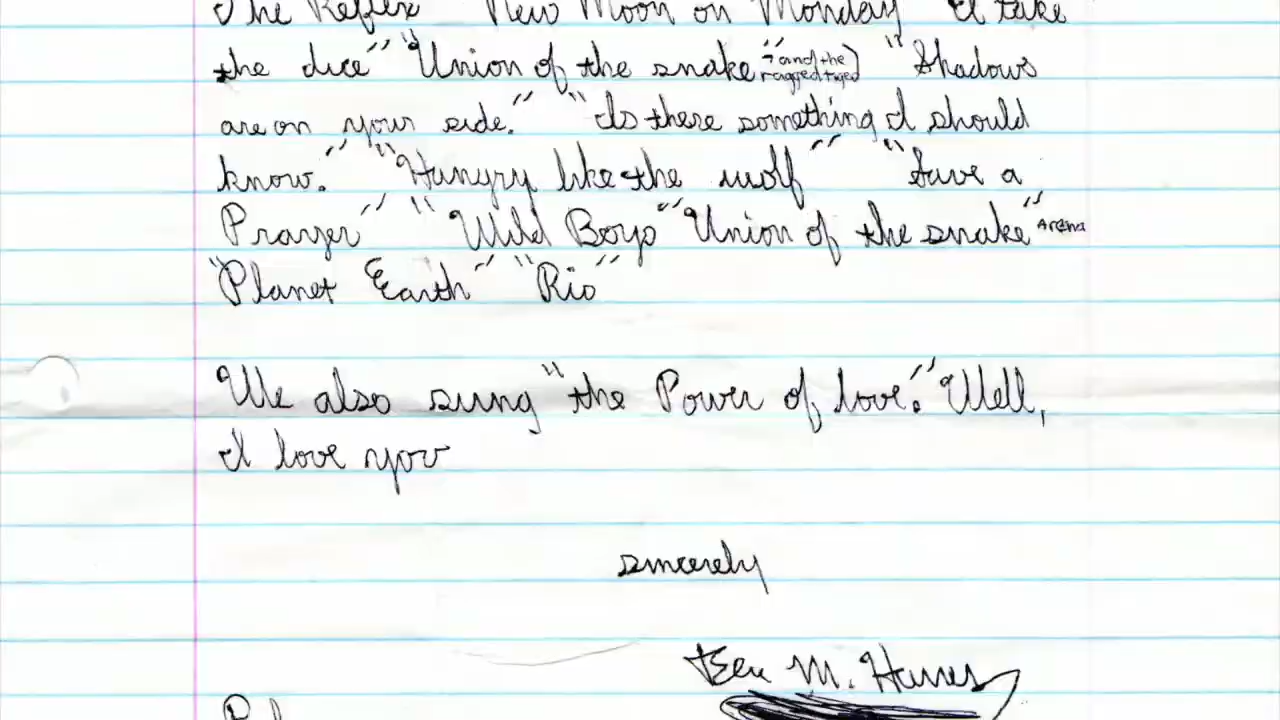 The Reflex" "New Moon on Monday" "I take
the dice" "Union of the snake" (and the ragged tiger) "Shadows
are on your side." "Is there something I should
know." "Hungry like the wolf" "Save a
Prayer" "Wild Boys" "Union of the snake" Arena
"Planet Earth" "Rio"
We also sung "the Power of love." Well,
I love you
sincerely
Ben M.